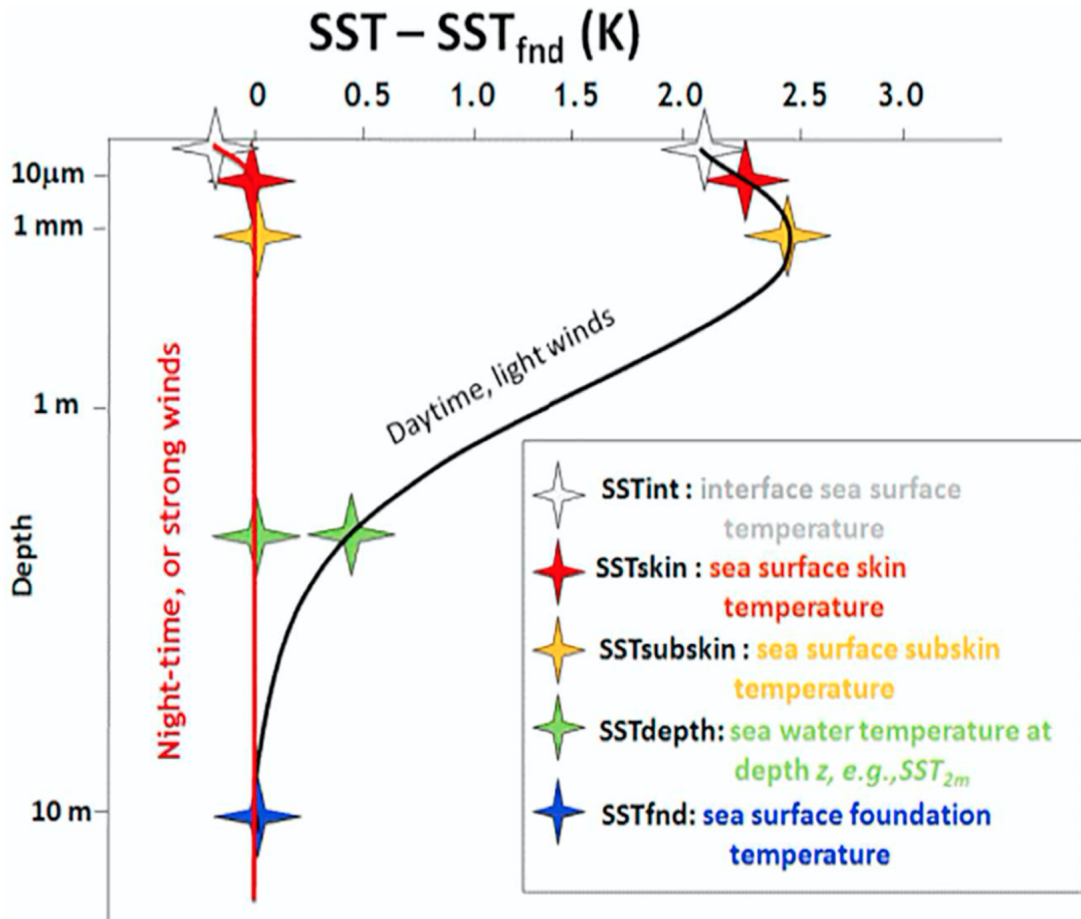 SST – SSTfnd (K)
0 0.5 1.0 1.5 2.0 2.5 3.0
10µm
1 mm
1 m
10 m
Depth
Night-time, or strong winds
Daytime, light winds
SSTint : interface sea surface
temperature
SSTskin : sea surface skin
temperature
SSTsubskin : sea surface subskin
temperature
SSTdepth: sea water temperature at
depth z, e.g.,SST2m
SSTfnd: sea surface foundation
temperature